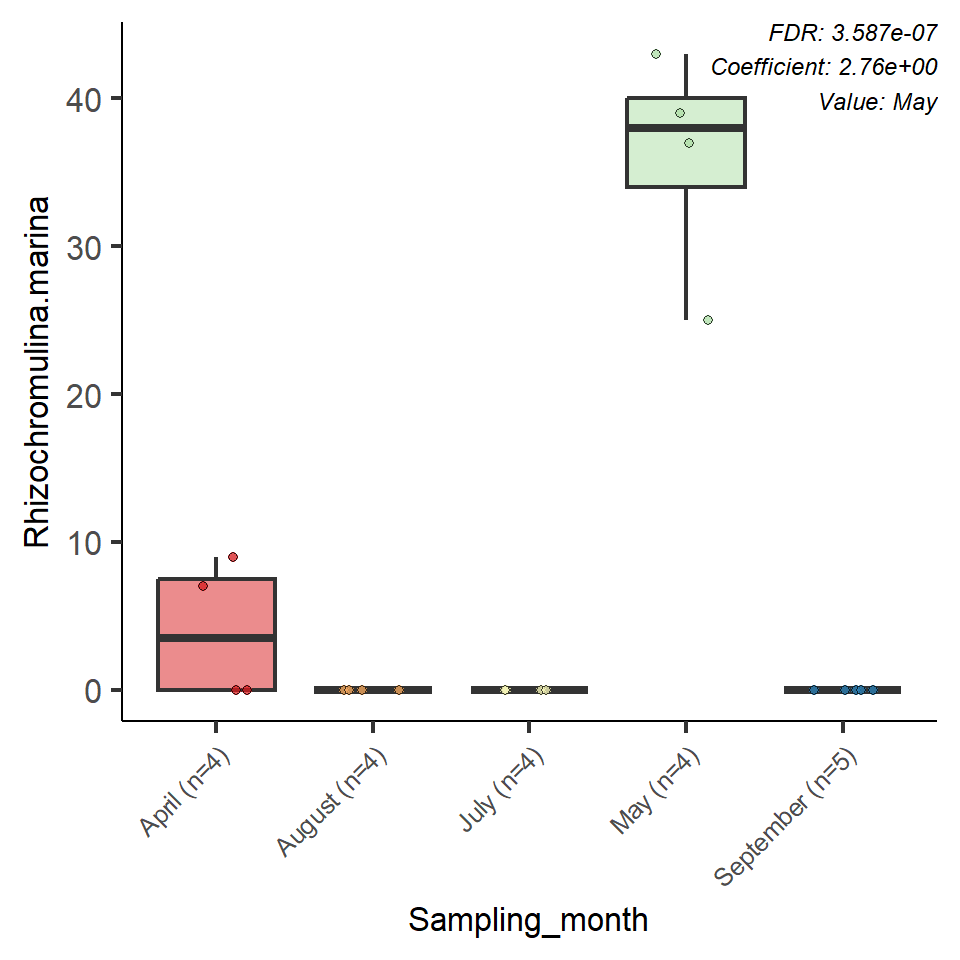 FDR: 3.587e-07
Coefficient: 2.76e+00
Value: May
Rhizochromulina.marina
40
30
20
10
0
April (n=4)
August (n=4)
July (n=4)
May (n=4)
September (n=5)
Sampling_month